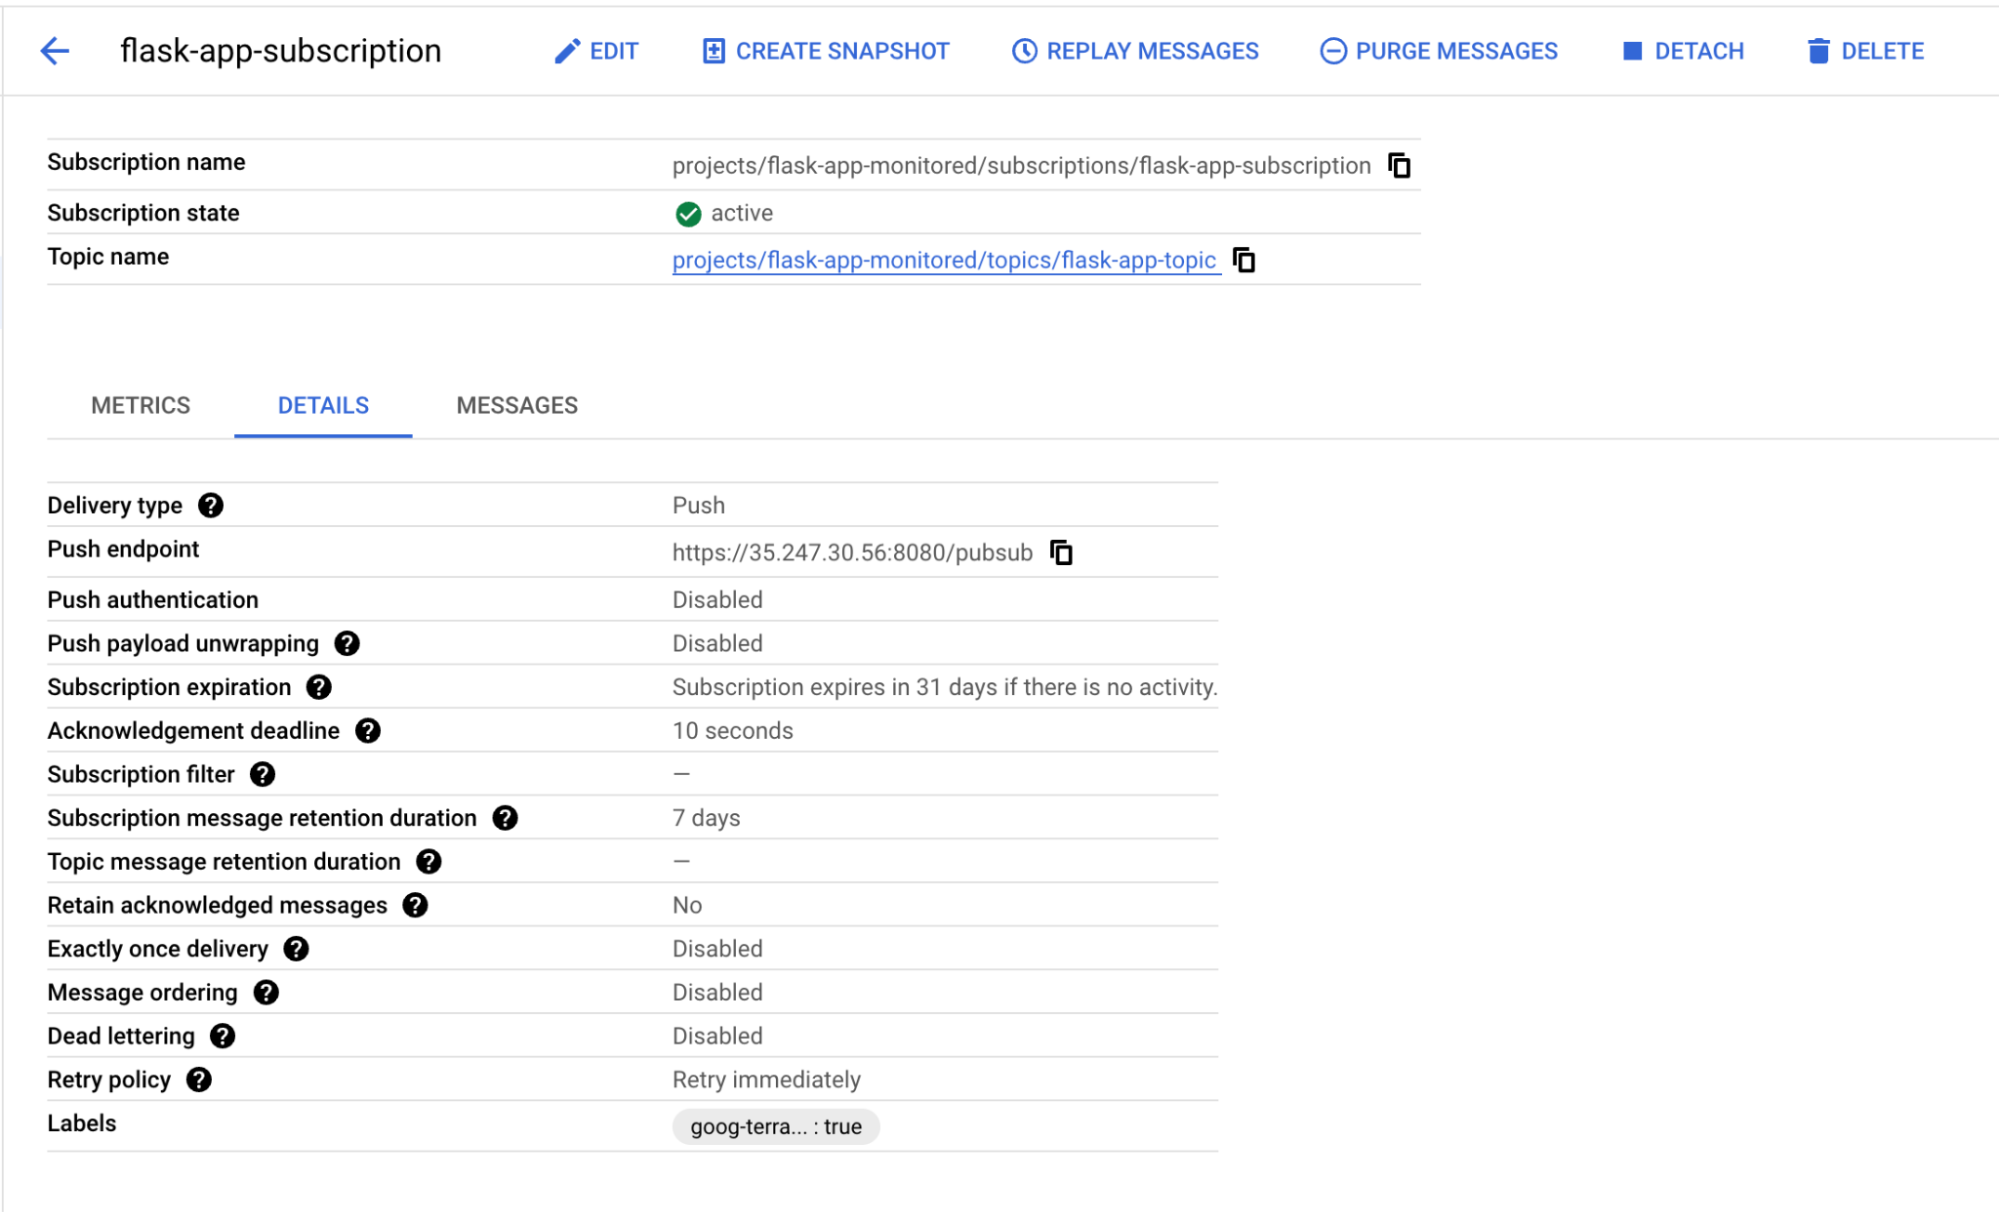 flask-app-subscription EDIT CREATE SNAPSHOT REPLAY MESSAGES PURGE MESSAGES DETACH DELETE
Subscription name projects/flask-app-monitored/subscriptions/flask-app-subscription
Subscription state active
Topic name projects/flask-app-monitored/topics/flask-app-topic
METRICS DETAILS MESSAGES
Delivery type ? Push
Push endpoint https://35.247.30.56:8080/pubsub
Push authentication Disabled
Push payload unwrapping ? Disabled
Subscription expiration ? Subscription expires in 31 days if there is no activity.
Acknowledgement deadline ? 10 seconds
Subscription filter ? —
Subscription message retention duration ? 7 days
Topic message retention duration ? —
Retain acknowledged messages ? No
Exactly once delivery ? Disabled
Message ordering ? Disabled
Dead lettering ? Disabled
Retry policy ? Retry immediately
Labels goog-terra... : true